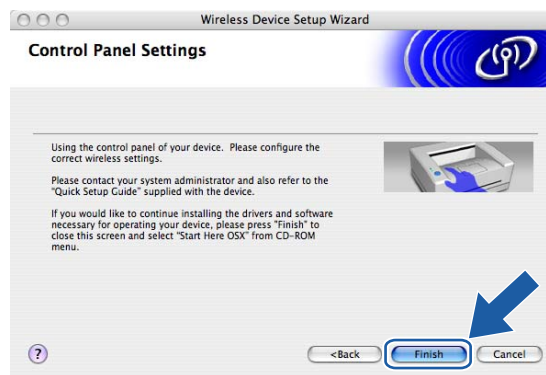 Wireless Device Setup Wizard
Control Panel Settings
Using the control panel of your device. Please configure the
correct wireless settings.
Please contact your system administrator and also refer to the
"Quick Setup Guide" supplied with the device.
If you would like to continue installing the drivers and software
necessary for operating your device, please press "Finish" to
close this screen and select "Start Here OSX" from CD-ROM
menu.
?
<Back
Finish
Cancel